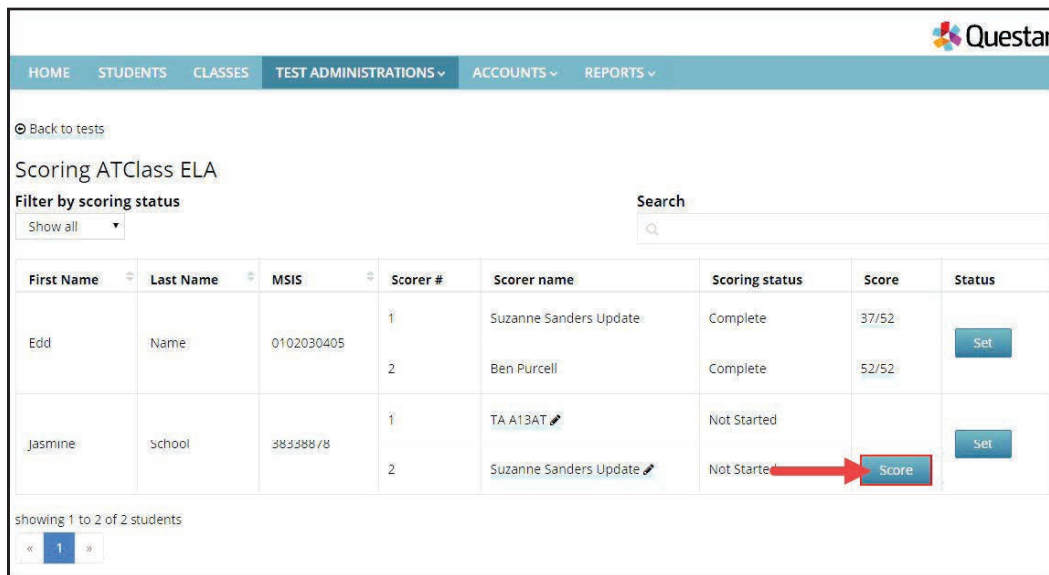 Questar
HOME STUDENTS CLASSES TEST ADMINISTRATIONS ACCOUNTS REPORTS
Back to tests
Scoring ATClass ELA
Filter by scoring status Search
Show all
First Name Last Name MSIS Scorer # Scorer name Scoring status Score Status
1 Suzanne Sanders Update Complete 37/52
Edd Name 0102030405 Set
2 Ben Purcell Complete 52/52
1 TA A13AT Not Started
Jasmine School 38338878 Set
2 Suzanne Sanders Update Not Started Score
showing 1 to 2 of 2 students
« 1 »